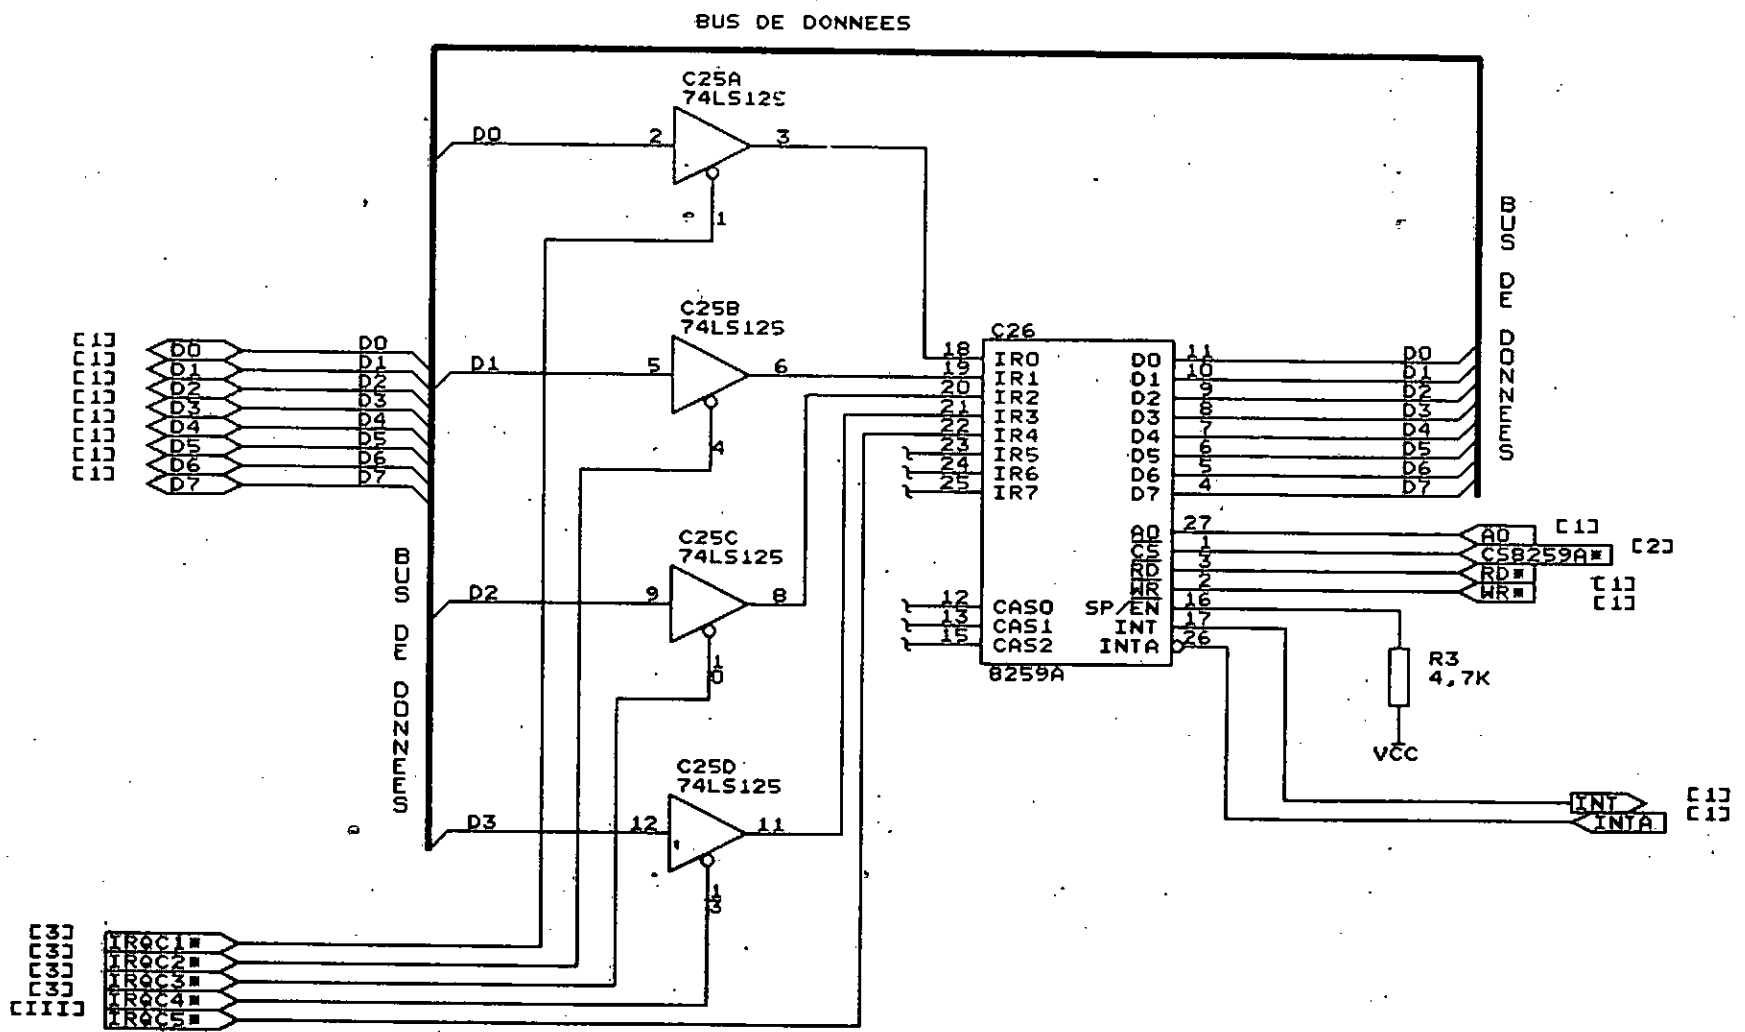 BUS DE DONNEES
C25A
74LS125
D0
2
3
1
C25B
74LS125
D1
5
6
4
C25C
74LS125
D2
9
8
10
C25D
74LS125
D3
12
11
13
BUS DE DONNEES
BUS DE DONNEES
[1] D0 D0
[1] D1 D1
[1] D2 D2
[1] D3 D3
[1] D4 D4
[1] D5 D5
[1] D6 D6
[1] D7 D7
C26
18 IR0 D0 11 D0
19 IR1 D1 10 D1
20 IR2 D2 9 D2
21 IR3 D3 8 D3
22 IR4 D4 7 D4
23 IR5 D5 6 D5
24 IR6 D6 5 D6
25 IR7 D7 4 D7
A0 27 A0 [1]
CS 1 CS8259A* [2]
RD 3 RD* [1]
WR 2 WR* [1]
12 CAS0 SP/EN 16
13 CAS1 INT 17
15 CAS2 INTA 26
8259A
R3
4,7K
VCC
INT [1]
INTA [1]
[3] IRQC1*
[3] IRQC2*
[3] IRQC3*
[3] IRQC4*
[III] IRQC5*